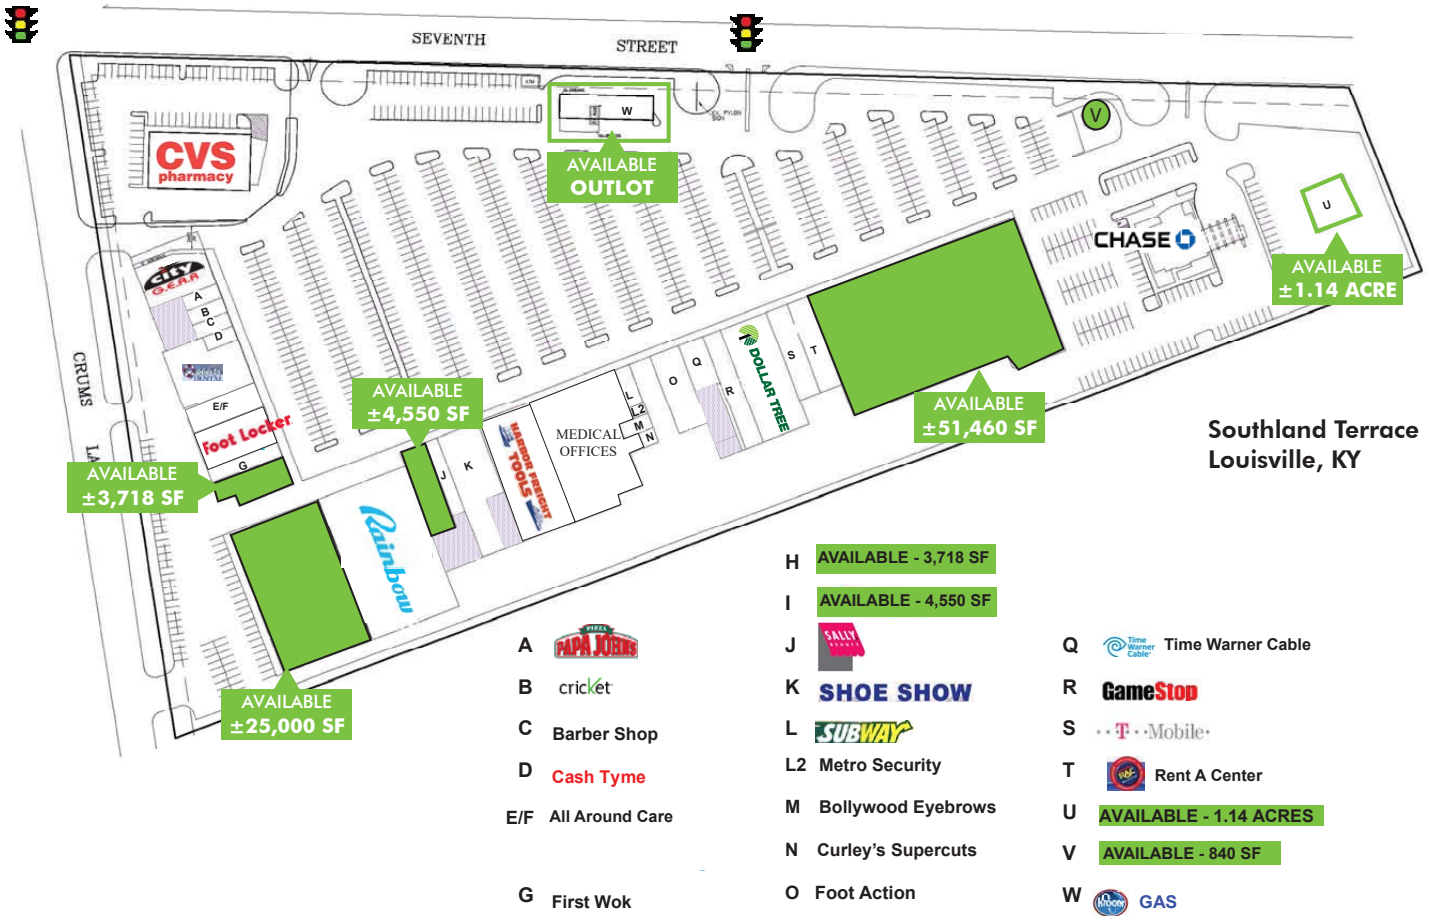 SEVENTH STREET
W
V
AVAILABLE
OUTLOT
CVS
pharmacy
CHASE
U
AVAILABLE
±1.14 ACRE
CITY
G.E.A.R
A
B
C
D
E/F
Foot Locker
G
AVAILABLE
±3,718 SF
CRUMS
LA
AVAILABLE
±4,550 SF
J
K
HARBOR FREIGHT
TOOLS
MEDICAL
OFFICES
L
L2
M
N
O
Q
R
DOLLAR TREE
S
T
AVAILABLE
±51,460 SF
Rainbow
AVAILABLE
±25,000 SF
Southland Terrace
Louisville, KY
A PIZZA PAPA JOHNS
B cricket
C Barber Shop
D Cash Tyme
E/F All Around Care
G First Wok
H AVAILABLE - 3,718 SF
I AVAILABLE - 4,550 SF
J SALLY BEAUTY
K SHOE SHOW
L SUBWAY
L2 Metro Security
M Bollywood Eyebrows
N Curley's Supercuts
O Foot Action
Q Time Warner Cable Time Warner Cable
R GameStop
S T Mobile
T RAC Rent A Center
U AVAILABLE - 1.14 ACRES
V AVAILABLE - 840 SF
W Kroger GAS